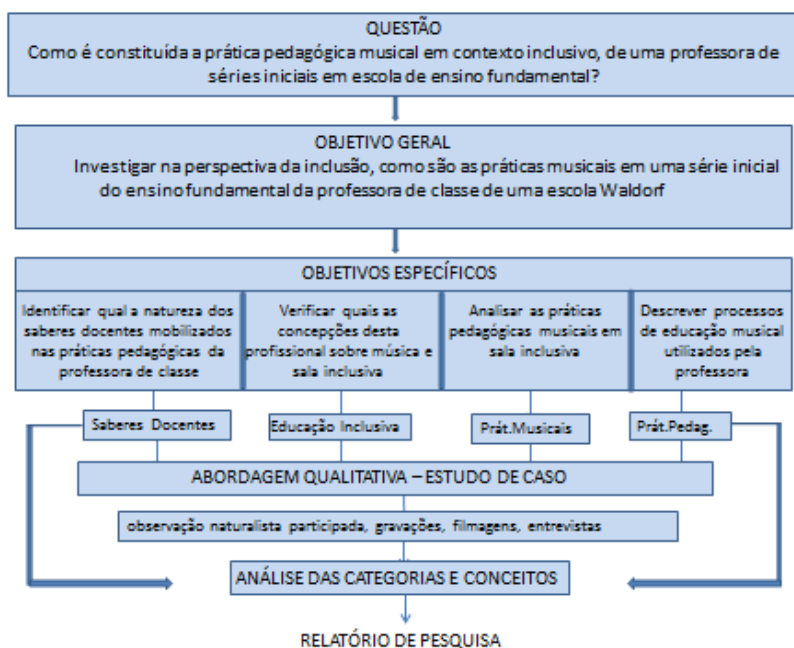 QUESTÃO
Como é constituída a prática pedagógica musical em contexto inclusivo, de uma professora de
séries iniciais em escola de ensino fundamental?
OBJETIVO GERAL
Investigar na perspectiva da inclusão, como são as práticas musicais em uma série inicial
do ensino fundamental da professora de classe de uma escola Waldorf
OBJETIVOS ESPECÍFICOS
Identificar qual a natureza dos
saberes docentes mobilizados
nas práticas pedagógicas da
professora de classe
Verificar quais as
concepções desta
profissional sobre música e
sala inclusiva
Analisar as práticas
pedagógicas musicais em
sala inclusiva
Descrever processos
de educação musical
utilizados pela
professora
Saberes Docentes
Educação Inclusiva
Prát.Musicais
Prát.Pedag.
ABORDAGEM QUALITATIVA – ESTUDO DE CASO
observação naturalista participada, gravações, filmagens, entrevistas
ANÁLISE DAS CATEGORIAS E CONCEITOS
RELATÓRIO DE PESQUISA